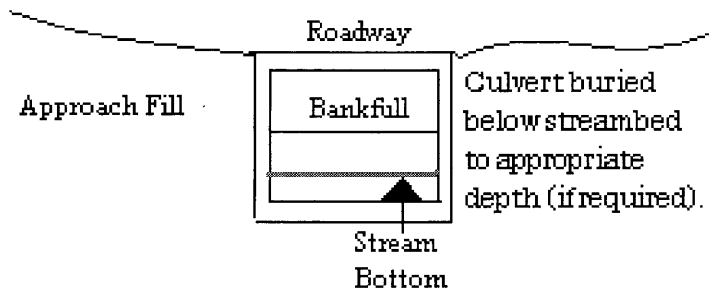 Roadway
Approach Fill
Bankfull
Culvert buried
below streambed
to appropriate
depth (if required).
Stream
Bottom